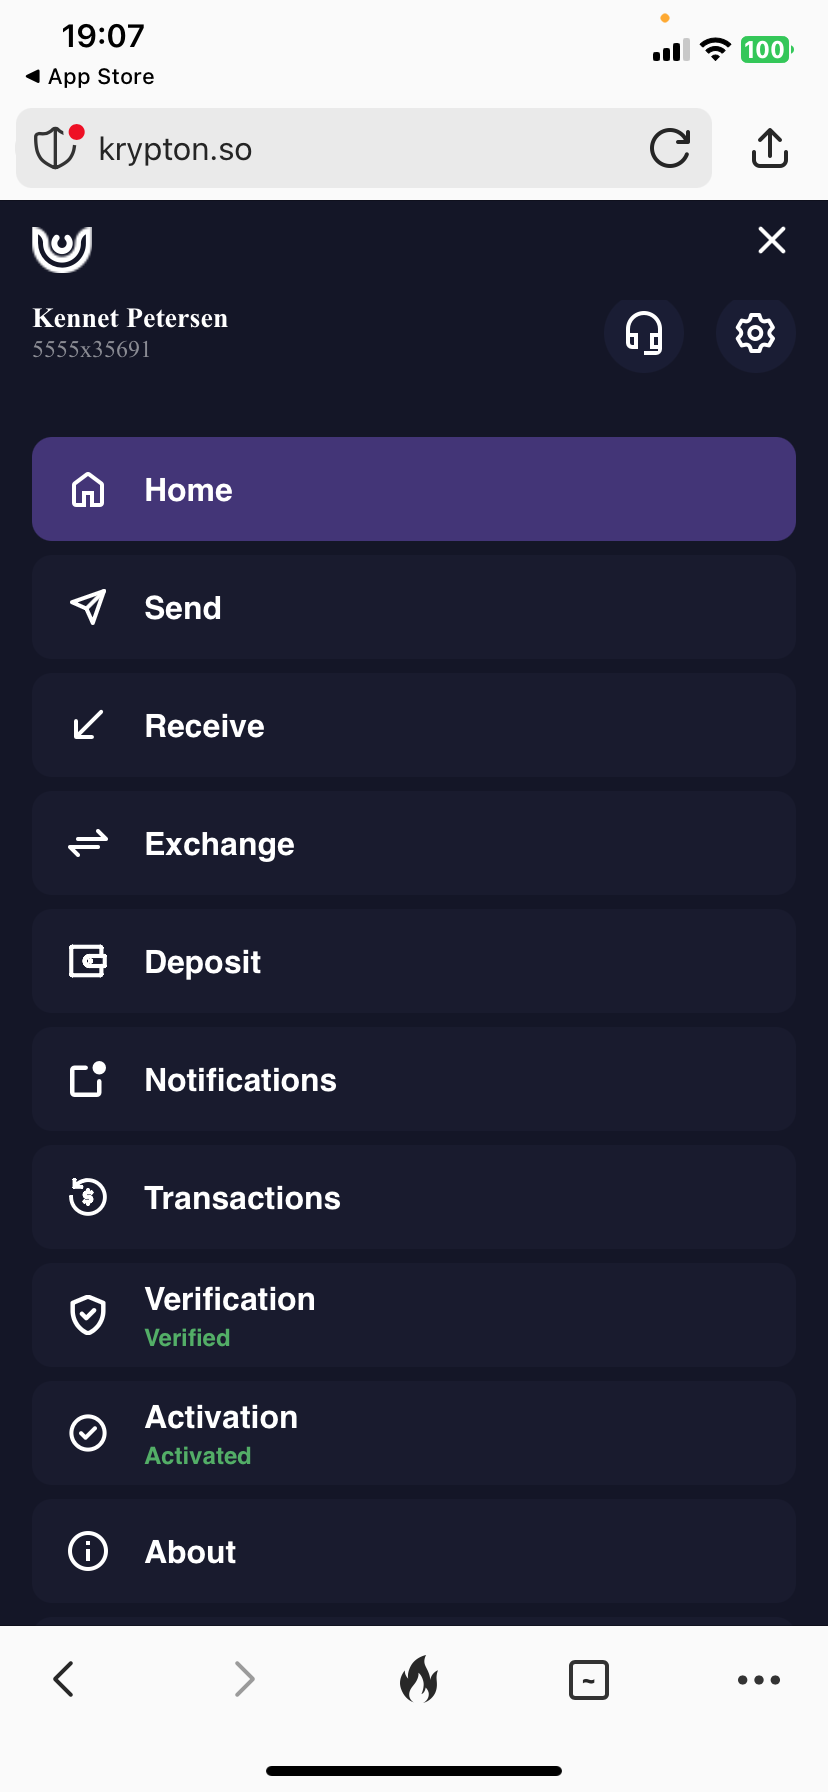 19:07
100
◀ App Store
krypton.so
Kennet Petersen
5555x35691
Home
Send
Receive
Exchange
Deposit
Notifications
$
Transactions
Verification
Verified
Activation
Activated
About
~